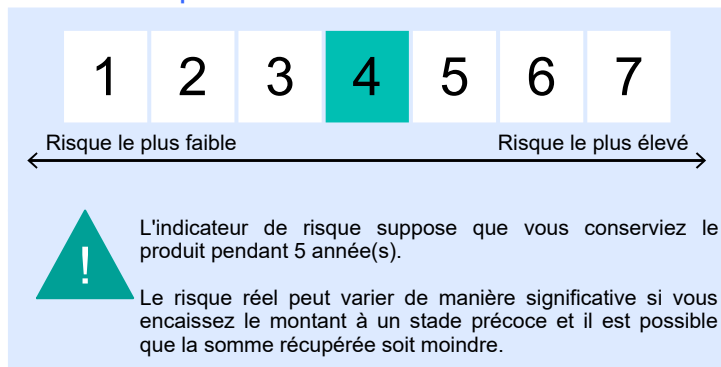 1 2 3 4 5 6 7
Risque le plus faible Risque le plus élevé
L'indicateur de risque suppose que vous conserviez le
produit pendant 5 année(s).
!
Le risque réel peut varier de manière significative si vous
encaissez le montant à un stade précoce et il est possible
que la somme récupérée soit moindre.